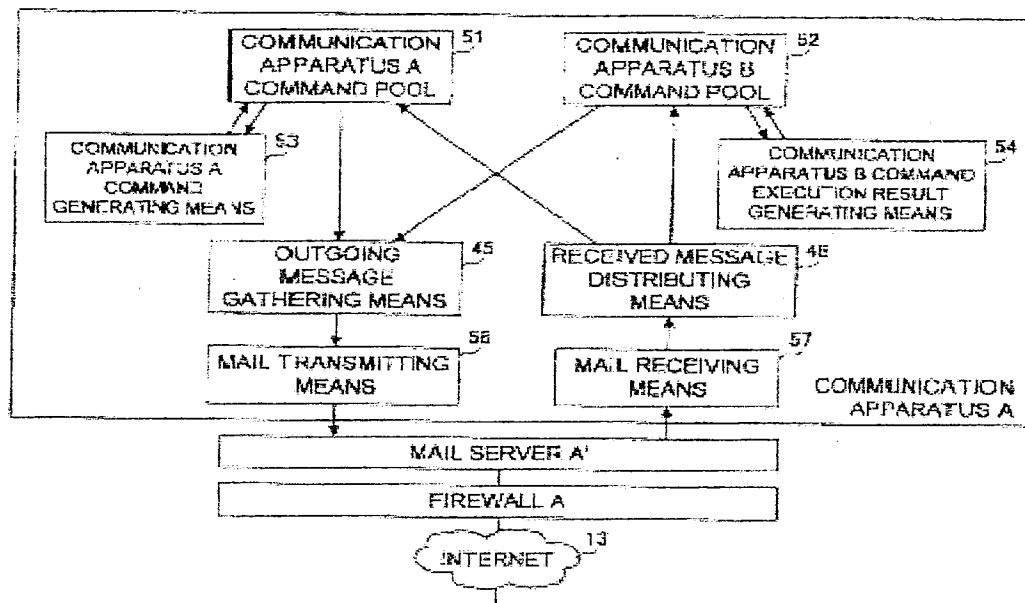 COMMUNICATION
APPARATUS A
COMMAND POOL
51
COMMUNICATION
APPARATUS B
COMMAND POOL
52
COMMUNICATION
APPARATUS A
COMMAND
GENERATING MEANS
53
COMMUNICATION
APPARATUS B COMMAND
EXECUTION RESULT
GENERATING MEANS
54
OUTGOING
MESSAGE
GATHERING MEANS
45
RECEIVED MESSAGE
DISTRIBUTING
MEANS
46
MAIL TRANSMITTING
MEANS
56
MAIL RECEIVING
MEANS
57
COMMUNICATION
APPARATUS A
MAIL SERVER A'
FIREWALL A
INTERNET
13